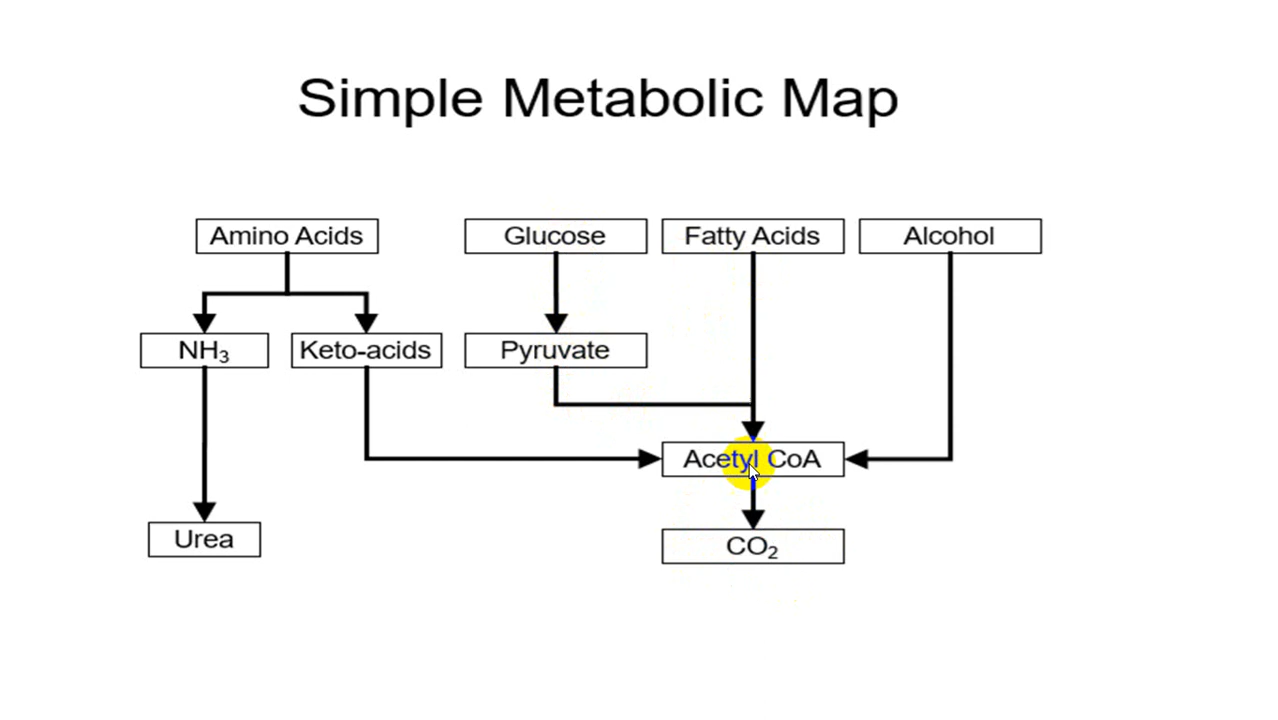 Simple Metabolic Map
Amino Acids
Glucose
Fatty Acids
Alcohol
NH₃
Keto-acids
Pyruvate
Acetyl CoA
Urea
CO₂